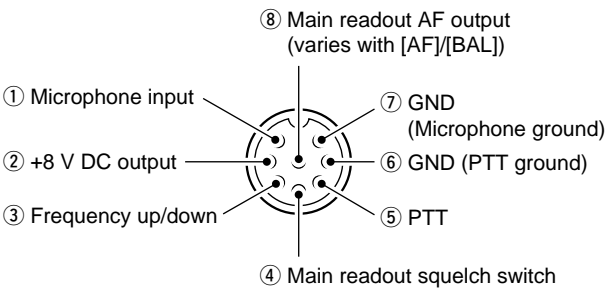 ⑧ Main readout AF output
(varies with [AF]/[BAL])
① Microphone input
⑦ GND
(Microphone ground)
② +8 V DC output
⑥ GND (PTT ground)
③ Frequency up/down
⑤ PTT
④ Main readout squelch switch